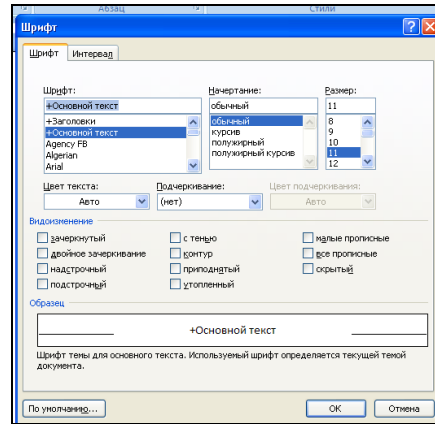 Абзац Стили
Шрифт
Шрифт Интервал
Шрифт: Начертание: Размер:
+Основной текст обычный 11
+Заголовки обычный 8
+Основной текст курсив 9
Agency FB полужирный 10
Algerian полужирный курсив 11
Arial 12
Цвет текста: Подчеркивание: Цвет подчеркивания:
Авто (нет) Авто
Видоизменение
зачеркнутый с тенью малые прописные
двойное зачеркивание контур все прописные
надстрочный приподнятый скрытый
подстрочный утопленный
Образец
+Основной текст
Шрифт темы для основного текста. Используемый шрифт определяется текущей темой
документа.
По умолчанию... ОК Отмена